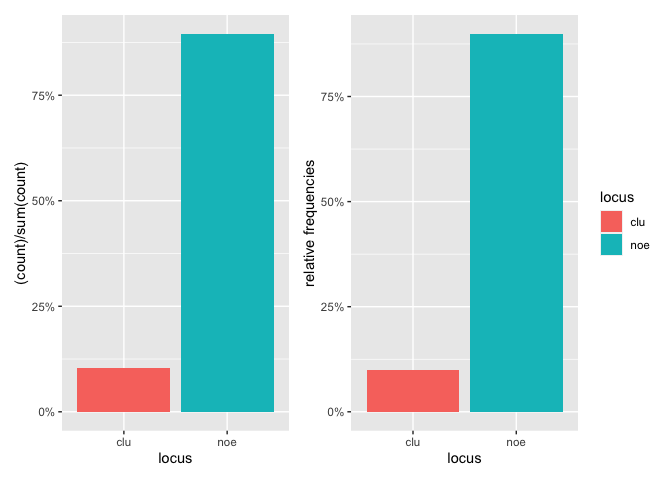 (count)/sum(count)
75%
50%
25%
0%
clu
noe
locus
relative frequencies
75%
50%
25%
0%
clu
noe
locus
locus
clu
noe